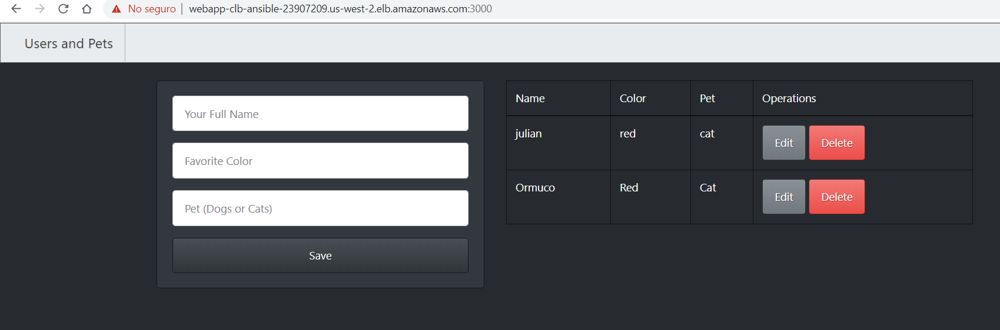 No seguro | webapp-clb-ansible-23907209.us-west-2.elb.amazonaws.com:3000
Users and Pets
Your Full Name
Favorite Color
Pet (Dogs or Cats)
Save
Name Color Pet Operations
julian red cat Edit Delete
Ormuco Red Cat Edit Delete